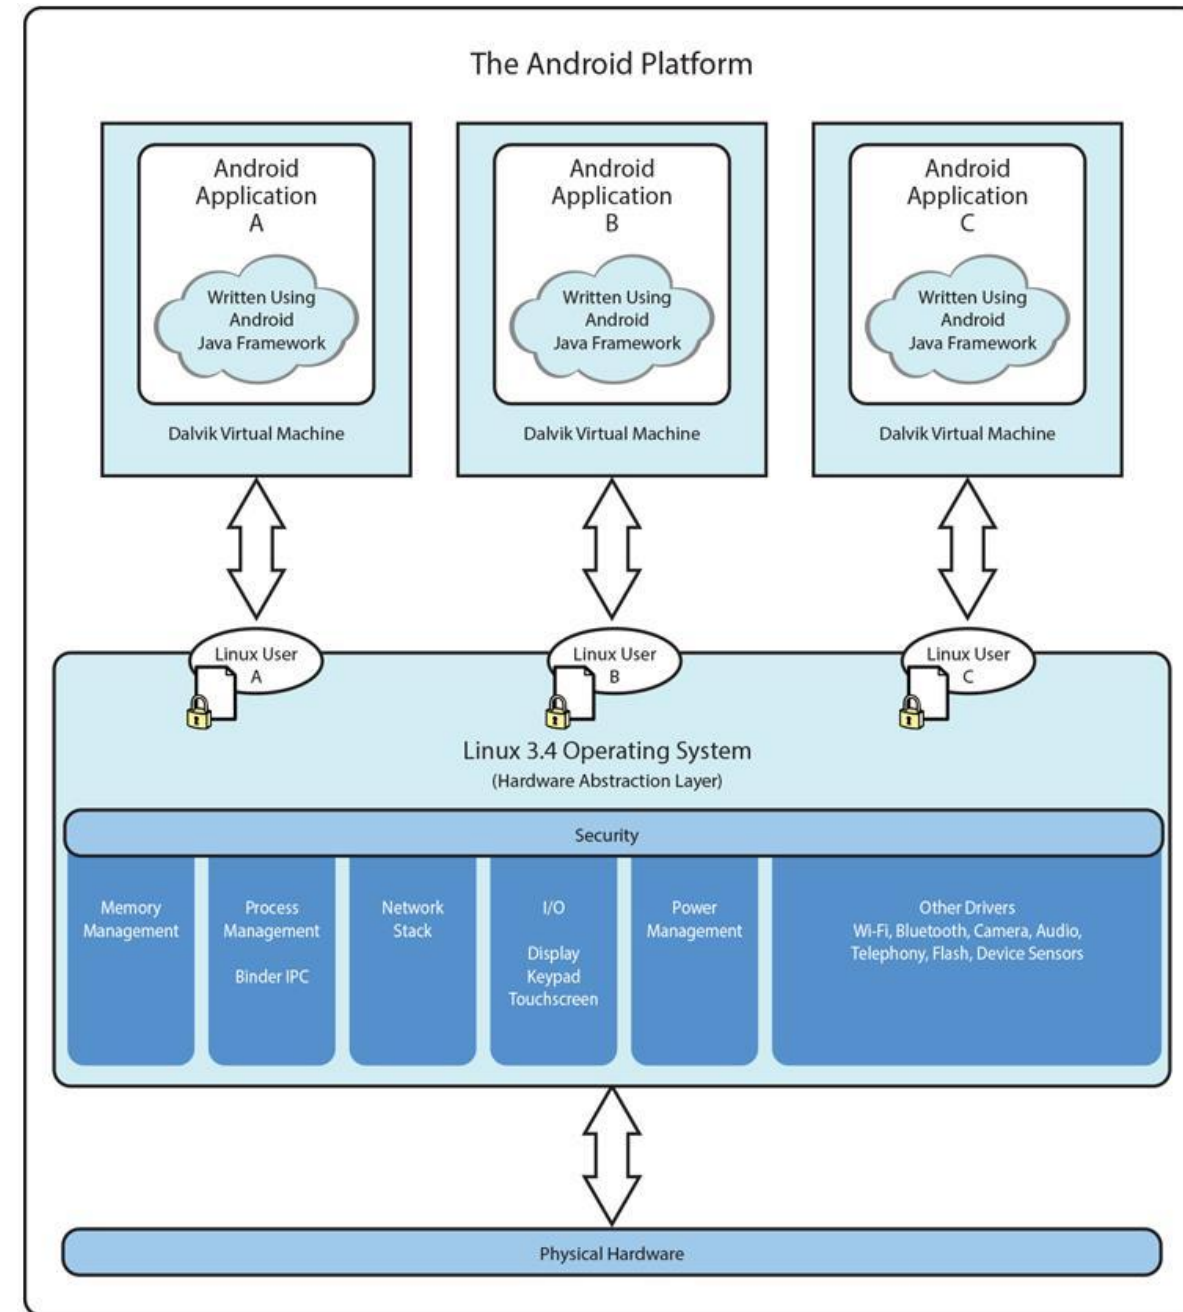 The Android Platform
Android
Application
A
Written Using
Android
Java Framework
Dalvik Virtual Machine
Android
Application
B
Written Using
Android
Java Framework
Dalvik Virtual Machine
Android
Application
C
Written Using
Android
Java Framework
Dalvik Virtual Machine
Linux User
A
Linux User
B
Linux User
C
Linux 3.4 Operating System
(Hardware Abstraction Layer)
Security
Memory
Management
Process
Management
Binder IPC
Network
Stack
I/O
Display
Keypad
Touchscreen
Power
Management
Other Drivers
Wi-Fi, Bluetooth, Camera, Audio,
Telephony, Flash, Device Sensors
Physical Hardware